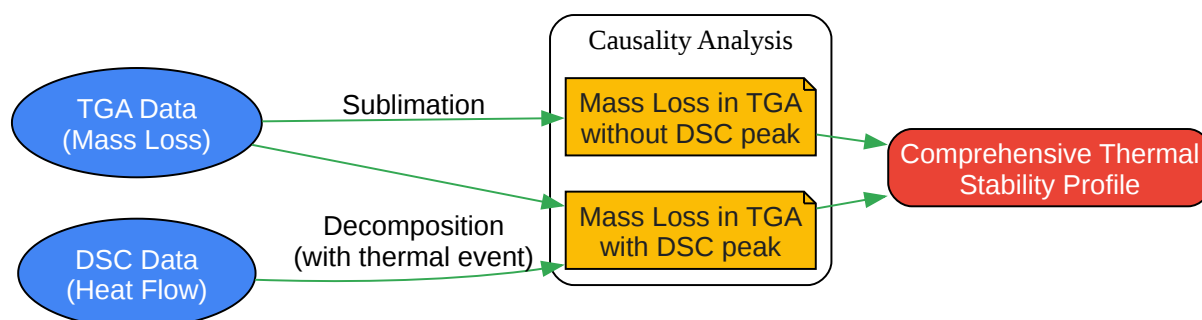 Causality Analysis
TGA Data
(Mass Loss)
Sublimation
Mass Loss in TGA
without DSC peak
Comprehensive Thermal
Stability Profile
Decomposition
(with thermal event)
Mass Loss in TGA
with DSC peak
DSC Data
(Heat Flow)